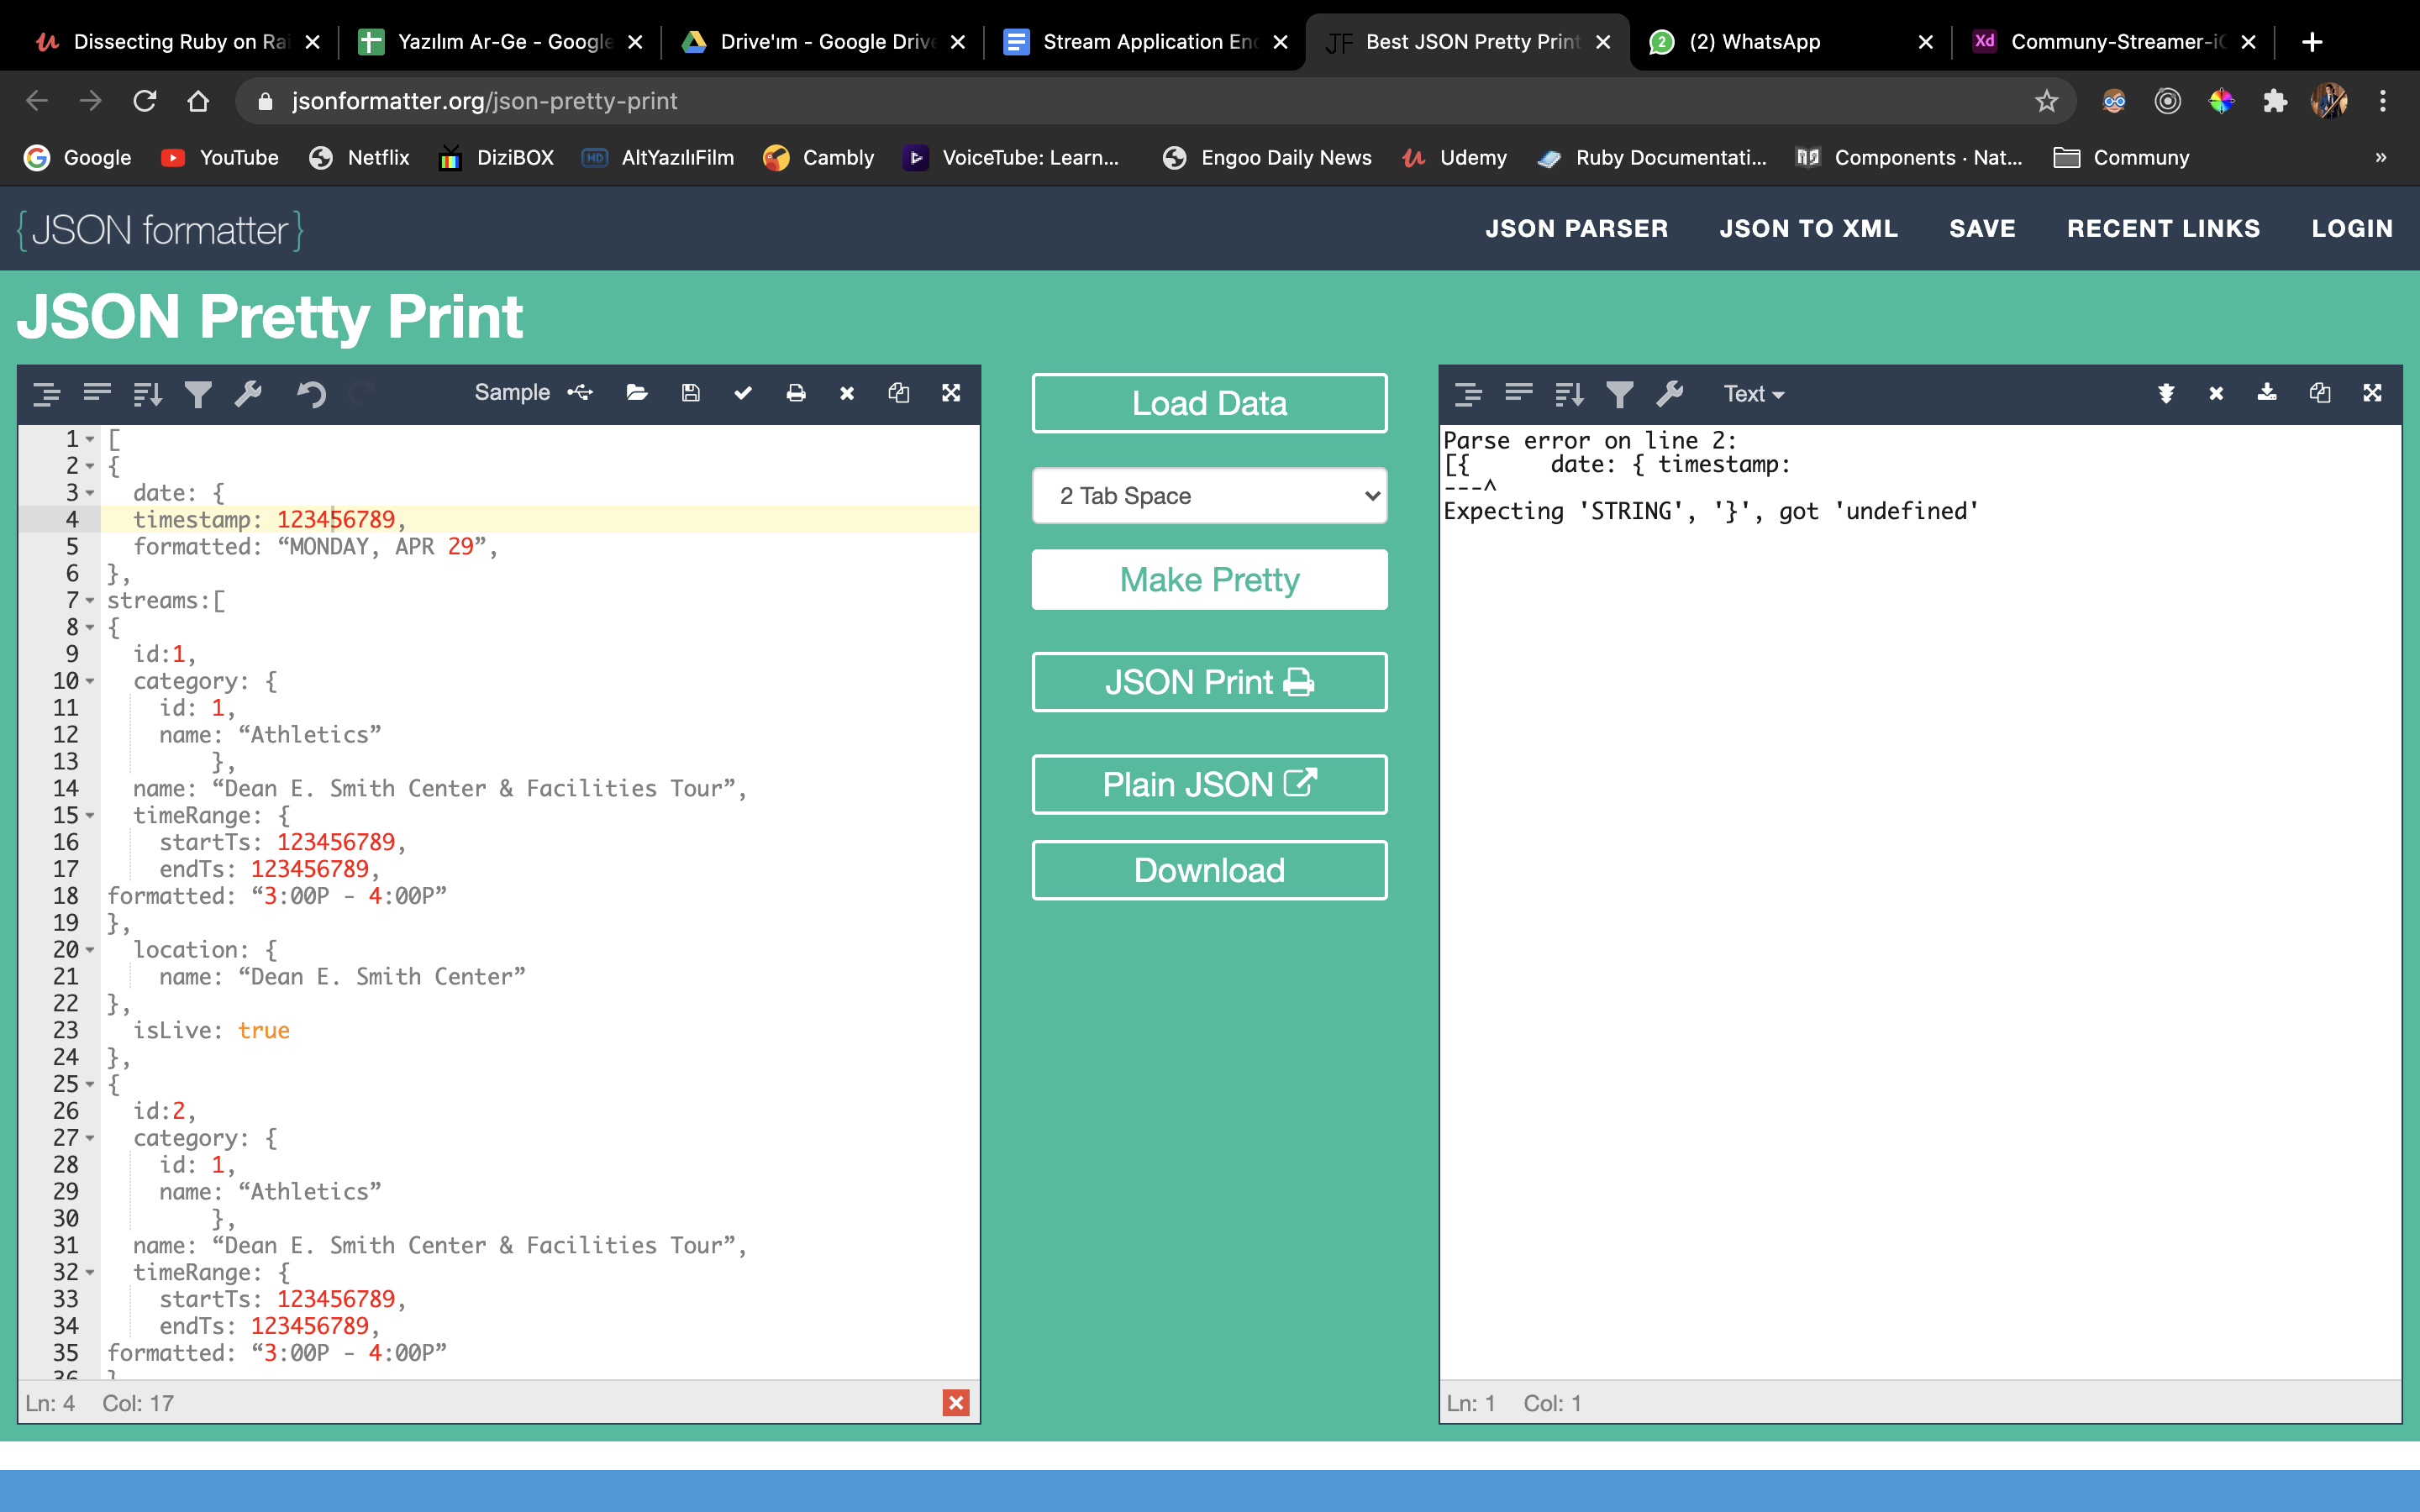 Dissecting Ruby on Rai
Yazılım Ar-Ge - Google
Drive'ım - Google Drive
Stream Application En
JF Best JSON Pretty Print
2 (2) WhatsApp
Xd Communy-Streamer-i
jsonformatter.org/json-pretty-print
Google YouTube Netflix DiziBOX HD AltYazılıFilm Cambly VoiceTube: Learn... Engoo Daily News Udemy Ruby Documentati... Components · Nat... Communy »
{JSON formatter} JSON PARSER JSON TO XML SAVE RECENT LINKS LOGIN
JSON Pretty Print
Sample
1 [
2 {
3 date: {
4 timestamp: 123456789,
5 formatted: “MONDAY, APR 29”,
6 },
7 streams:[
8 {
9 id:1,
10 category: {
11 id: 1,
12 name: “Athletics”
13 },
14 name: “Dean E. Smith Center & Facilities Tour”,
15 timeRange: {
16 startTs: 123456789,
17 endTs: 123456789,
18 formatted: “3:00P - 4:00P”
19 },
20 location: {
21 name: “Dean E. Smith Center”
22 },
23 isLive: true
24 },
25 {
26 id:2,
27 category: {
28 id: 1,
29 name: “Athletics”
30 },
31 name: “Dean E. Smith Center & Facilities Tour”,
32 timeRange: {
33 startTs: 123456789,
34 endTs: 123456789,
35 formatted: “3:00P - 4:00P”
36 }
Ln: 4 Col: 17
Load Data
2 Tab Space
Make Pretty
JSON Print
Plain JSON
Download
Text
Parse error on line 2:
[{      date: { timestamp:
---^
Expecting 'STRING', '}', got 'undefined'
Ln: 1 Col: 1